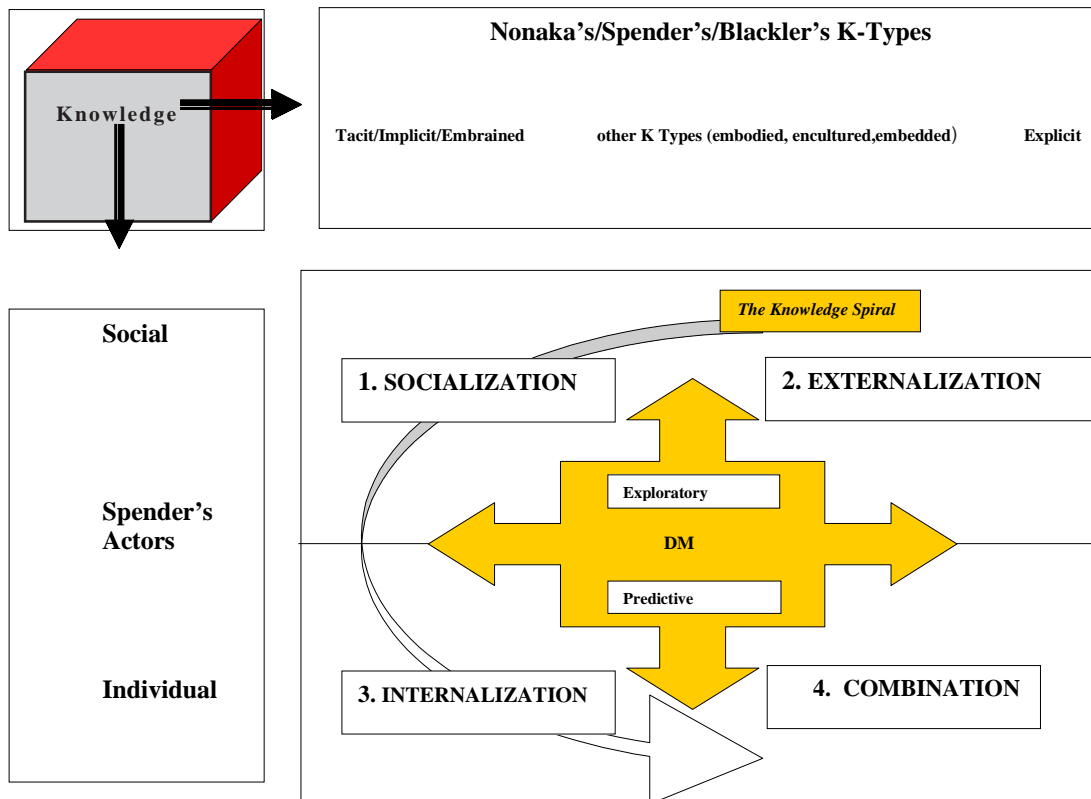 Nonaka’s/Spender’s/Blackler’s K-Types
Knowledge
Tacit/Implicit/Embrained other K Types (embodied, encultured,embedded) Explicit
Social
The Knowledge Spiral
1. SOCIALIZATION
2. EXTERNALIZATION
Spender’s
Actors
Exploratory
DM
Predictive
Individual
3. INTERNALIZATION
4. COMBINATION